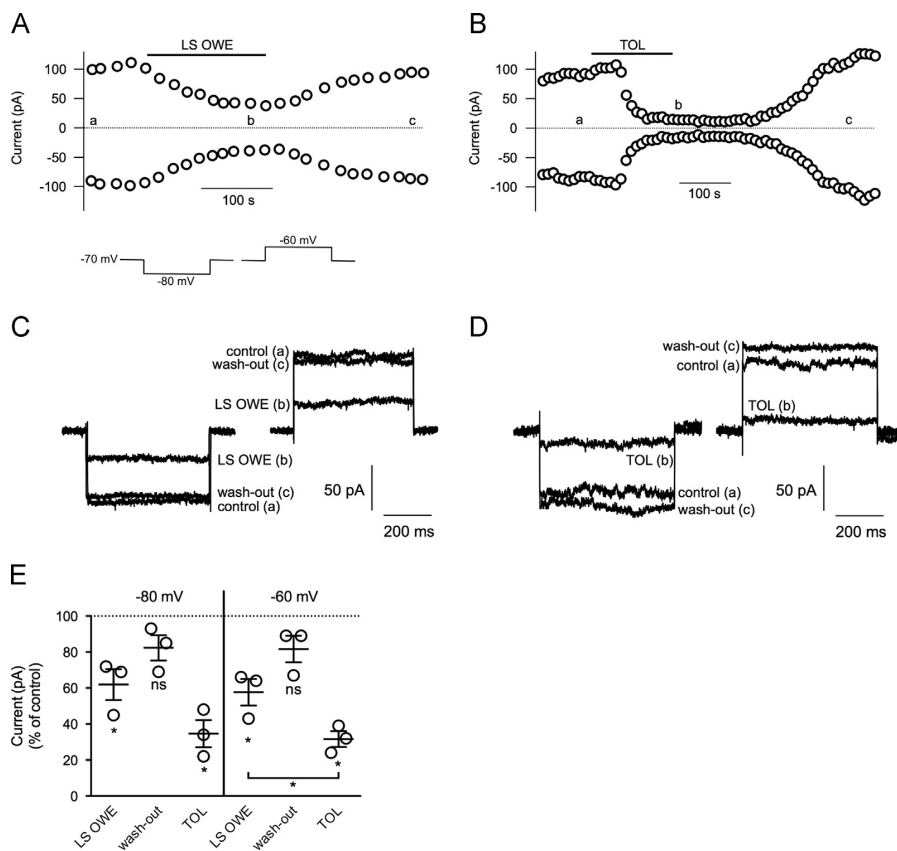 A
LS OWE
100
50
0
-50
-100
Current (pA)
a
b
c
100 s
-70 mV
-80 mV
-60 mV
B
TOL
100
50
0
-50
-100
Current (pA)
a
b
c
100 s
C
control (a)
wash-out (c)
LS OWE (b)
LS OWE (b)
wash-out (c)
control (a)
50 pA
200 ms
D
wash-out (c)
control (a)
TOL (b)
TOL (b)
control (a)
wash-out (c)
50 pA
200 ms
E
-80 mV
-60 mV
100
80
60
40
20
0
Current (pA)
(% of control)
*
ns
*
*
ns
*
*
LS OWE
wash-out
TOL
LS OWE
wash-out
TOL